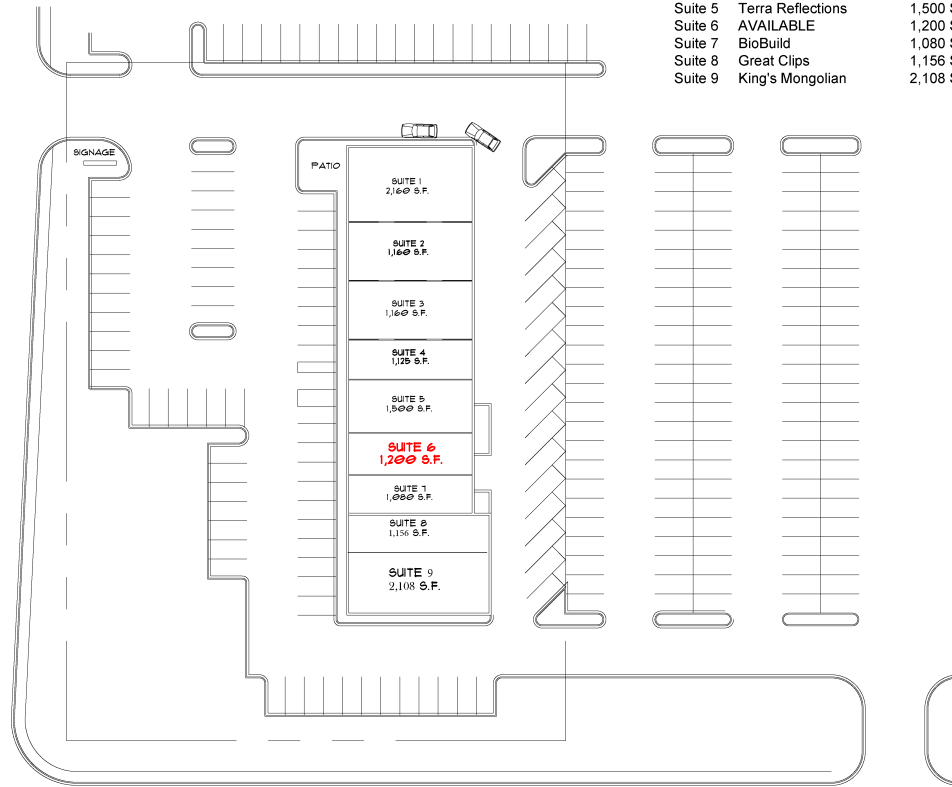 Suite 5 Terra Reflections 1,500 S
Suite 6 AVAILABLE 1,200 S
Suite 7 BioBuild 1,080 S
Suite 8 Great Clips 1,156 S
Suite 9 King's Mongolian 2,108 S
SIGNAGE
PATIO
SUITE 1
2,160 S.F.
SUITE 2
1,160 S.F.
SUITE 3
1,160 S.F.
SUITE 4
1,125 S.F.
SUITE 5
1,500 S.F.
SUITE 6
1,200 S.F.
SUITE 7
1,080 S.F.
SUITE 8
1,156 S.F.
SUITE 9
2,108 S.F.